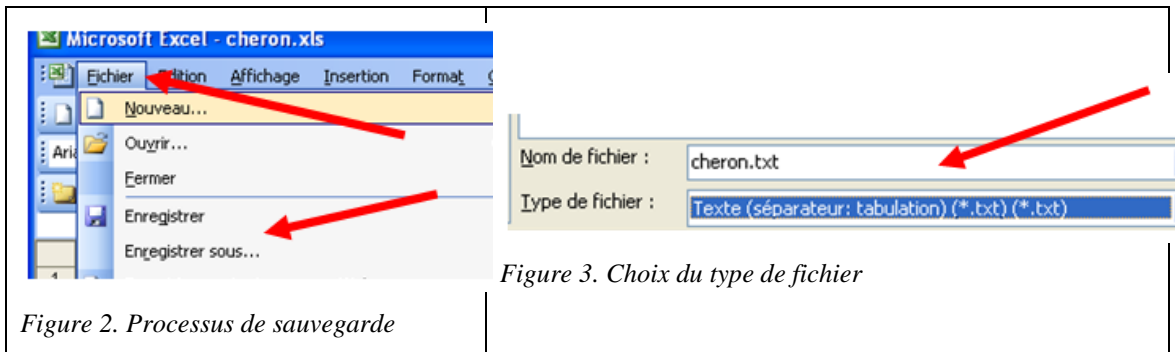 Microsoft Excel - cheron.xls
Fichier Edition Affichage Insertion Format
Nouveau...
Ouvrir...
Fermer
Enregistrer
Enregistrer sous...
Figure 2. Processus de sauvegarde
Nom de fichier : cheron.txt
Type de fichier : Texte (séparateur: tabulation) (*.txt) (*.txt)
Figure 3. Choix du type de fichier